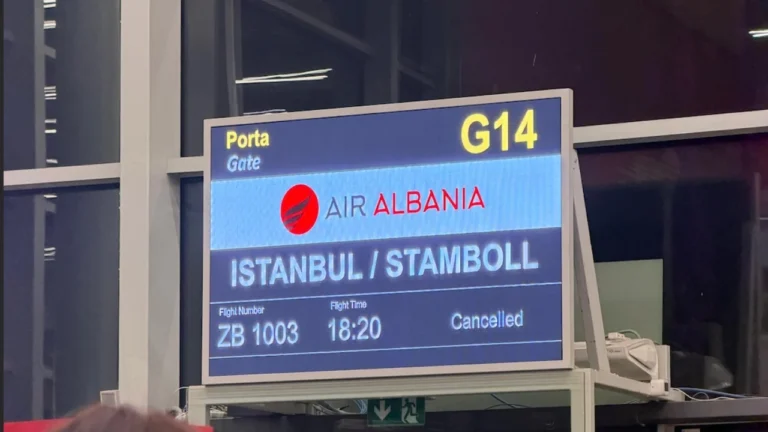 Porta G14
Gate
AIR ALBANIA
ISTANBUL / STAMBOLL
Flight Number Flight Time
ZB 1003 18:20 Cancelled